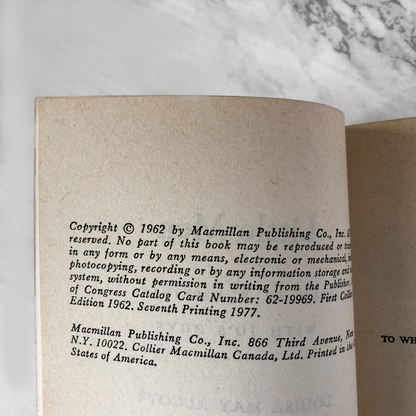 Copyright © 1962 by Macmillan Publishing Co., Inc.
reserved. No part of this book may be reproduced or
in any form or by any means, electronic or mechanical,
photocopying, recording or by any information storage and
system, without permission in writing from the Publisher.
of Congress Catalog Card Number: 62-19969. First
Edition 1962. Seventh Printing 1977.
Macmillan Publishing Co., Inc. 866 Third Avenue,
N.Y. 10022. Collier Macmillan Canada, Ltd. Printed in the
States of America.
TO